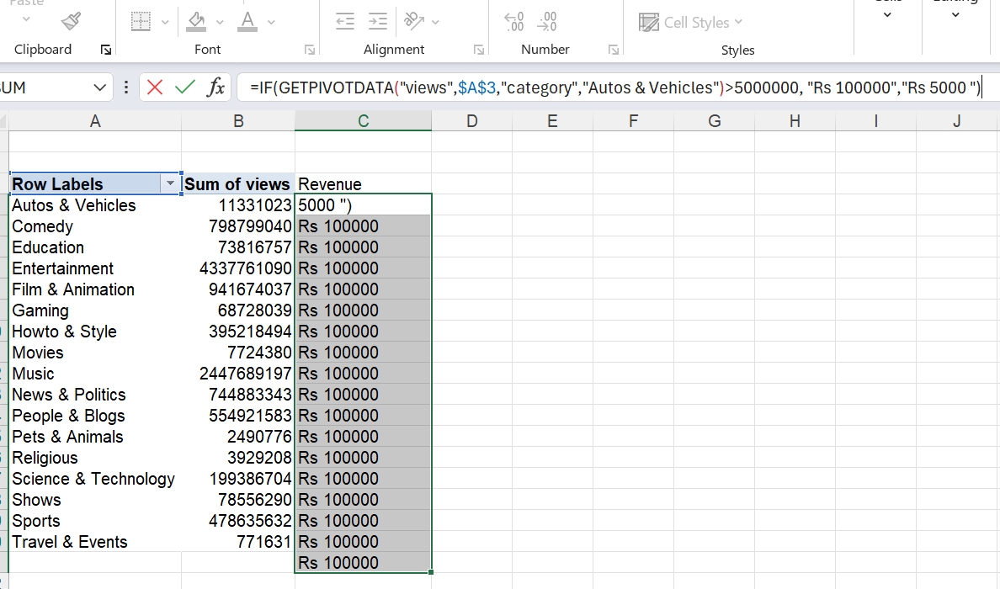 Paste
Clipboard
Font
Alignment
Number
Cell Styles
Styles
UM
fx
=IF(GETPIVOTDATA("views",$A$3,"category","Autos & Vehicles")>5000000, "Rs 100000","Rs 5000 ")
A B C D E F G H I J
Row Labels Sum of views Revenue
Autos & Vehicles 11331023 5000 ")
Comedy 798799040 Rs 100000
Education 73816757 Rs 100000
Entertainment 4337761090 Rs 100000
Film & Animation 941674037 Rs 100000
Gaming 68728039 Rs 100000
Howto & Style 395218494 Rs 100000
Movies 7724380 Rs 100000
Music 2447689197 Rs 100000
News & Politics 744883343 Rs 100000
People & Blogs 554921583 Rs 100000
Pets & Animals 2490776 Rs 100000
Religious 3929208 Rs 100000
Science & Technology 199386704 Rs 100000
Shows 78556290 Rs 100000
Sports 478635632 Rs 100000
Travel & Events 771631 Rs 100000
Rs 100000